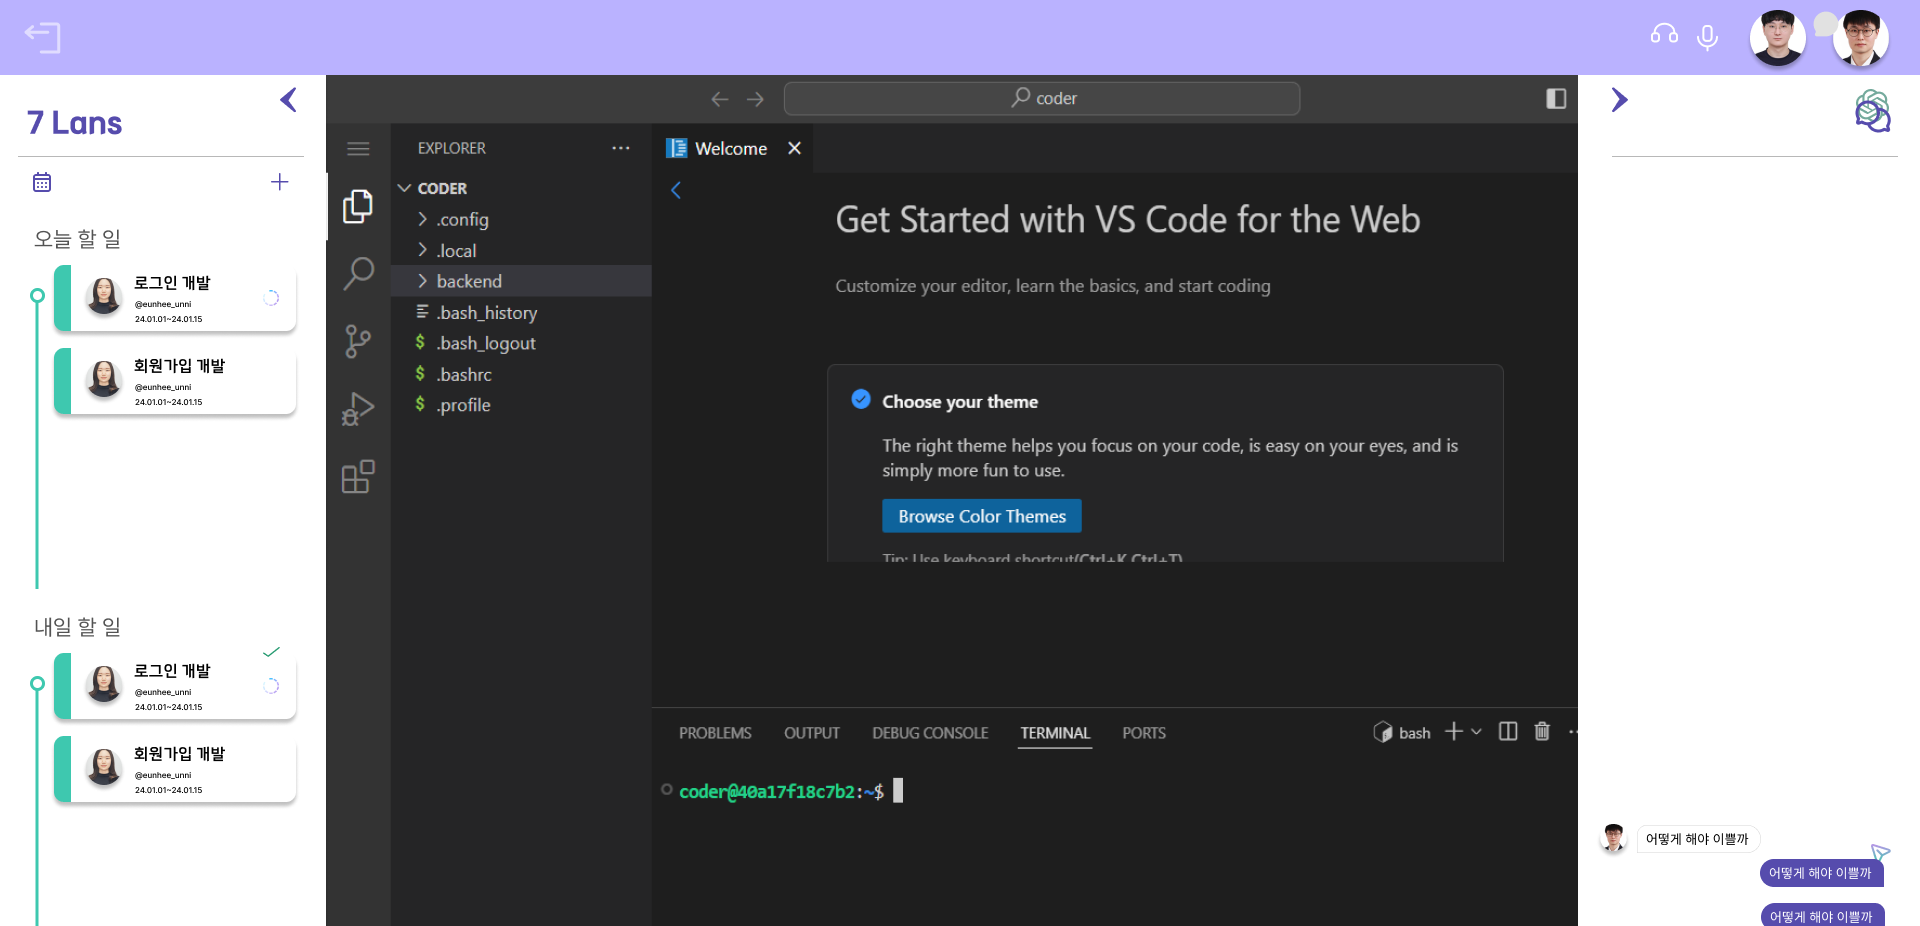 7 Lans
오늘 할 일
로그인 개발
@eunhee_unni
24.01.01~24.01.15
회원가입 개발
@eunhee_unni
24.01.01~24.01.15
내일 할 일
로그인 개발
@eunhee_unni
24.01.01~24.01.15
회원가입 개발
@eunhee_unni
24.01.01~24.01.15
coder
EXPLORER
CODER
.config
.local
backend
.bash_history
.bash_logout
.bashrc
.profile
Welcome
Get Started with VS Code for the Web
Customize your editor, learn the basics, and start coding
Choose your theme
The right theme helps you focus on your code, is easy on your eyes, and is
simply more fun to use.
Browse Color Themes
Tip: Use keyboard shortcut(Ctrl+K Ctrl+T)
PROBLEMS OUTPUT DEBUG CONSOLE TERMINAL PORTS bash
coder@40a17f18c7b2:~$
어떻게 해야 이쁠까
어떻게 해야 이쁠까
어떻게 해야 이쁠까